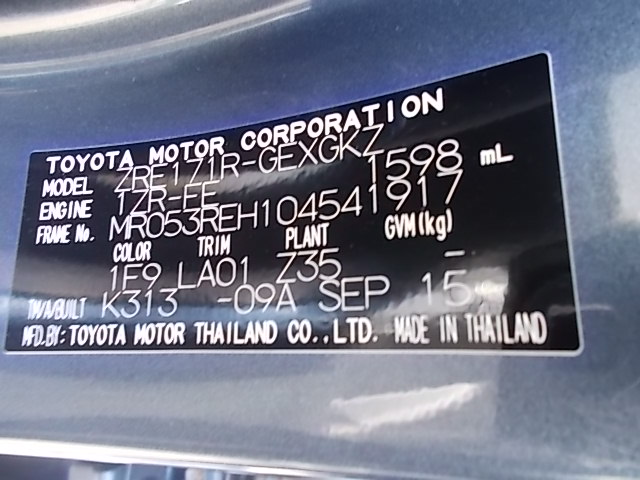 TOYOTA MOTOR CORPORATION
MODEL ZRE171R-GEXGKZ
ENGINE 1ZR-FE 1598 mL
FRAME No. MR053REH104541917
COLOR TRIM PLANT GVM(kg)
1F9 LA01 Z35 –
T/W/A/BUILT K313 -09A SEP 15
MFD.BY: TOYOTA MOTOR THAILAND CO.,LTD. MADE IN THAILAND